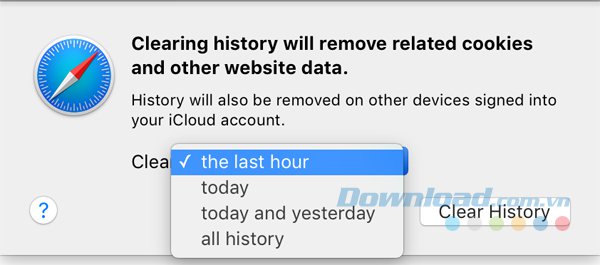 Clearing history will remove related cookies
and other website data.
History will also be removed on other devices signed into
your iCloud account.
Clea ✓ the last hour
today
today and yesterday
all history
?
Download.com.vn
Clear History